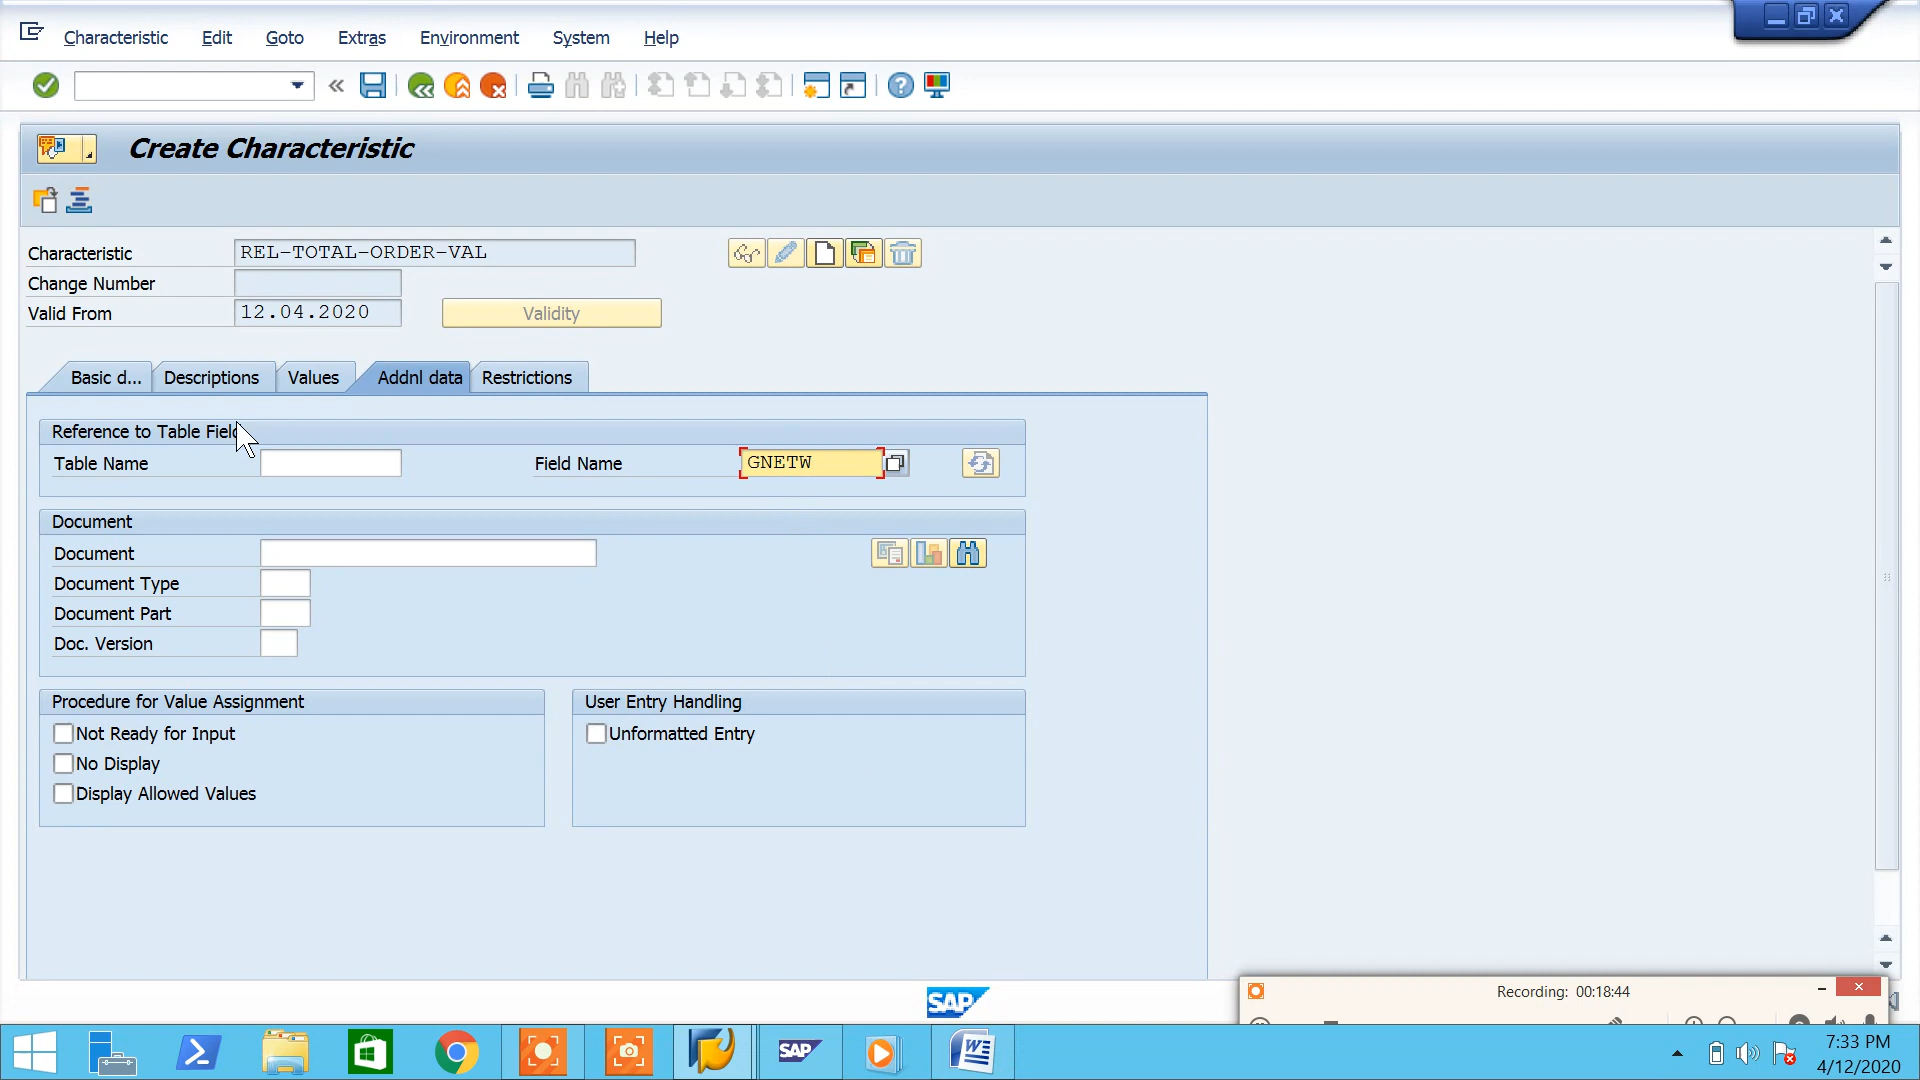 Characteristic Edit Goto Extras Environment System Help
Create Characteristic
Characteristic REL-TOTAL-ORDER-VAL
Change Number
Valid From 12.04.2020 Validity
Basic d... Descriptions Values Addnl data Restrictions
Reference to Table Field
Table Name Field Name GNETW
Document
Document
Document Type
Document Part
Doc. Version
Procedure for Value Assignment User Entry Handling
Not Ready for Input Unformatted Entry
No Display
Display Allowed Values
SAP
Recording: 00:18:44
SAP
7:33 PM
4/12/2020